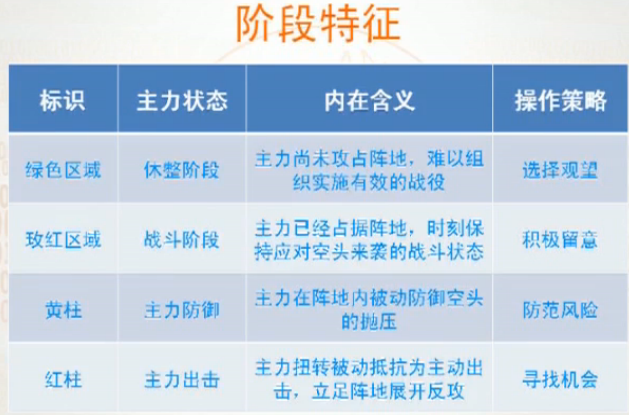 阶段特征
标识 主力状态 内在含义 操作策略
绿色区域 休整阶段 主力尚未攻占阵地，难以组织实施有效的战役 选择观望
玫红区域 战斗阶段 主力已经占据阵地，时刻保持应对空头来袭的战斗状态 积极留意
黄柱 主力防御 主力在阵地内被动防御空头的抛压 防范风险
红柱 主力出击 主力扭转被动抵抗为主动出击，立足阵地展开反攻 寻找机会